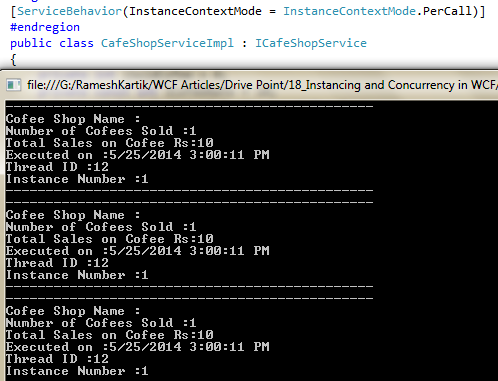 [ServiceBehavior(InstanceContextMode = InstanceContextMode.PerCall)]
#endregion
public class CafeShopServiceImpl : ICafeShopService
{
file:///G:/RameshKartik/WCF Articles/Drive Point/18_Instancing and Concurrency in WCF/
----------------------------------------------
Cofee Shop Name :
Number of Cofees Sold :1
Total Sales on Cofee Rs:10
Executed on :5/25/2014 3:00:11 PM
Thread ID :12
Instance Number :1
----------------------------------------------
----------------------------------------------
Cofee Shop Name :
Number of Cofees Sold :1
Total Sales on Cofee Rs:10
Executed on :5/25/2014 3:00:11 PM
Thread ID :12
Instance Number :1
----------------------------------------------
----------------------------------------------
Cofee Shop Name :
Number of Cofees Sold :1
Total Sales on Cofee Rs:10
Executed on :5/25/2014 3:00:11 PM
Thread ID :12
Instance Number :1